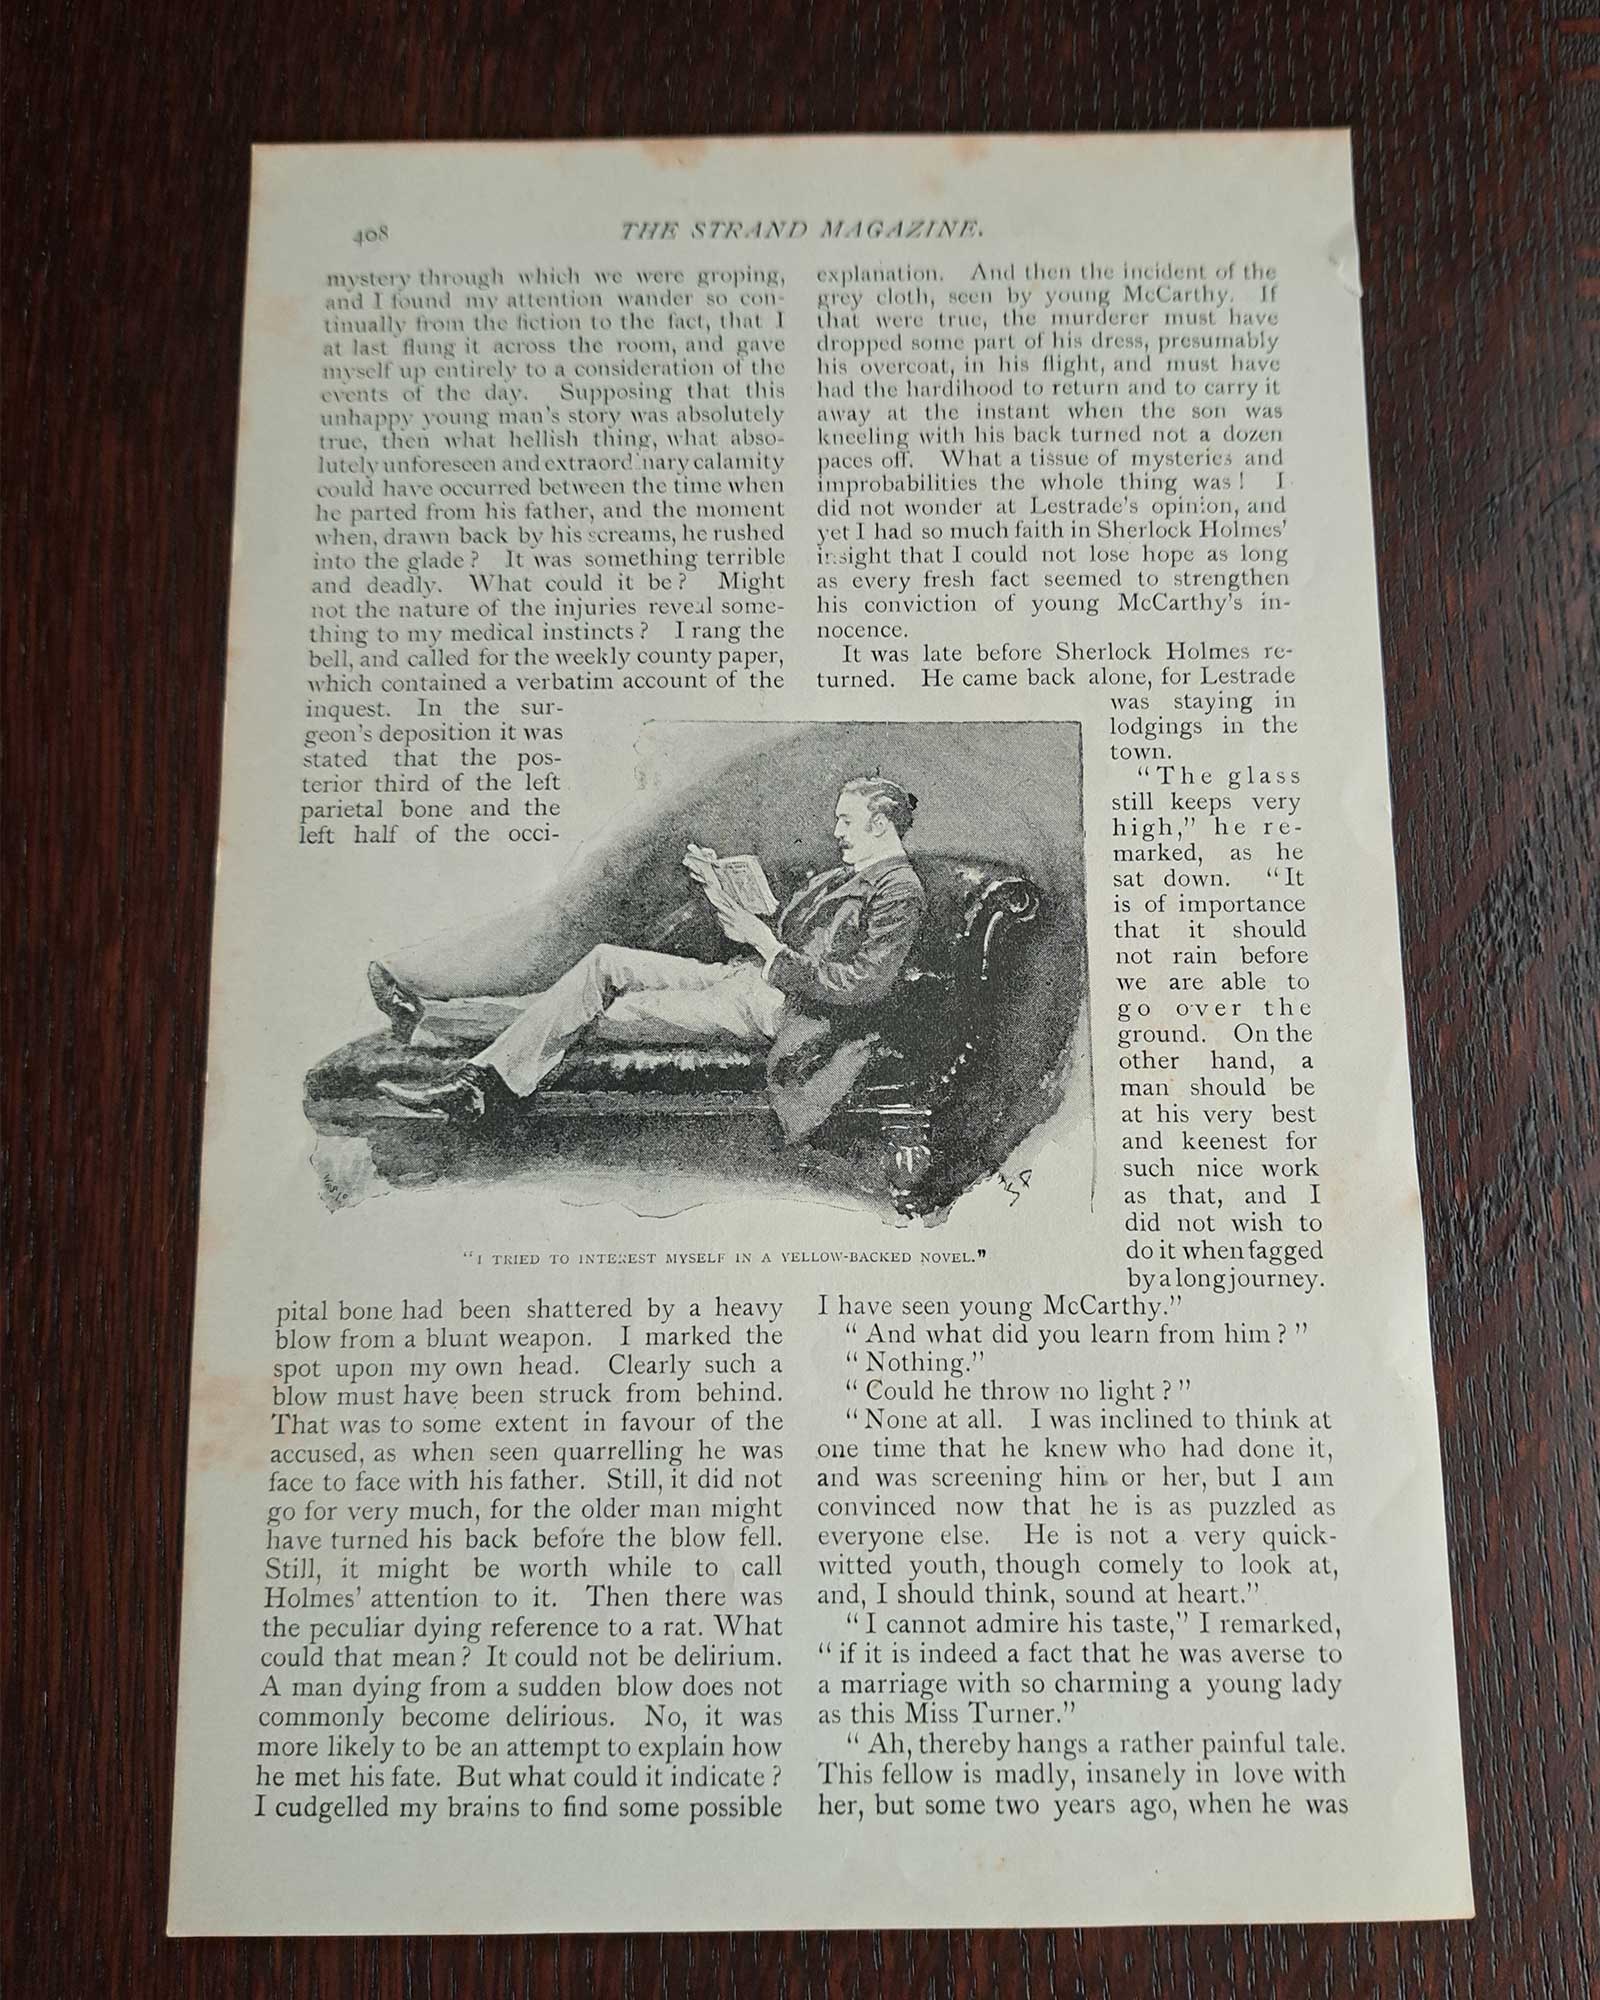 408
THE STRAND MAGAZINE.
mystery through which we were groping,
and I found my attention wander so con-
tinually from the fiction to the fact, that I
at last flung it across the room, and gave
myself up entirely to a consideration of the
events of the day. Supposing that this
unhappy young man's story was absolutely
true, then what hellish thing, what abso-
lutely unforeseen and extraord nary calamity
could have occurred between the time when
he parted from his father, and the moment
when, drawn back by his screams, he rushed
into the glade? It was something terrible
and deadly. What could it be? Might
not the nature of the injuries reveal some-
thing to my medical instincts? I rang the
bell, and called for the weekly county paper,
which contained a verbatim account of the
inquest. In the sur-
geon's deposition it was
stated that the pos-
terior third of the left
parietal bone and the
left half of the occi-
pital bone had been shattered by a heavy
blow from a blunt weapon. I marked the
spot upon my own head. Clearly such a
blow must have been struck from behind.
That was to some extent in favour of the
accused, as when seen quarrelling he was
face to face with his father. Still, it did not
go for very much, for the older man might
have turned his back before the blow fell.
Still, it might be worth while to call
Holmes' attention to it. Then there was
the peculiar dying reference to a rat. What
could that mean? It could not be delirium.
A man dying from a sudden blow does not
commonly become delirious. No, it was
more likely to be an attempt to explain how
he met his fate. But what could it indicate?
I cudgelled my brains to find some possible
explanation. And then the incident of the
grey cloth, seen by young McCarthy. If
that were true, the murderer must have
dropped some part of his dress, presumably
his overcoat, in his flight, and must have
had the hardihood to return and to carry it
away at the instant when the son was
kneeling with his back turned not a dozen
paces off. What a tissue of mysteries and
improbabilities the whole thing was! I
did not wonder at Lestrade's opinion, and
yet I had so much faith in Sherlock Holmes'
insight that I could not lose hope as long
as every fresh fact seemed to strengthen
his conviction of young McCarthy's in-
nocence.
It was late before Sherlock Holmes re-
turned. He came back alone, for Lestrade
was staying in
lodgings in the
town.
"The glass
still keeps very
high," he re-
marked, as he
sat down. "It
is of importance
that it should
not rain before
we are able to
go over the
ground. On the
other hand, a
man should be
at his very best
and keenest for
such nice work
as that, and I
did not wish to
do it when fagged
by a long journey.
I have seen young McCarthy."
"And what did you learn from him?"
"Nothing."
"Could he throw no light?"
"None at all. I was inclined to think at
one time that he knew who had done it,
and was screening him or her, but I am
convinced now that he is as puzzled as
everyone else. He is not a very quick-
witted youth, though comely to look at,
and, I should think, sound at heart."
"I cannot admire his taste," I remarked,
"if it is indeed a fact that he was averse to
a marriage with so charming a young lady
as this Miss Turner."
"Ah, thereby hangs a rather painful tale.
This fellow is madly, insanely in love with
her, but some two years ago, when he was
SP
"I TRIED TO INTEREST MYSELF IN A YELLOW-BACKED NOVEL."